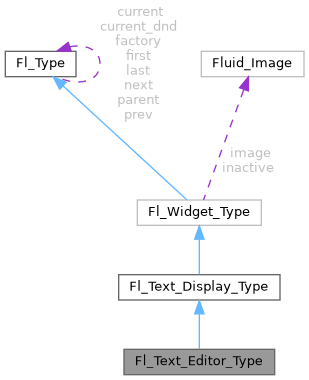 current
current_dnd
factory
first
last
next
parent
prev
Fl_Type
Fluid_Image
image
inactive
Fl_Widget_Type
Fl_Text_Display_Type
Fl_Text_Editor_Type